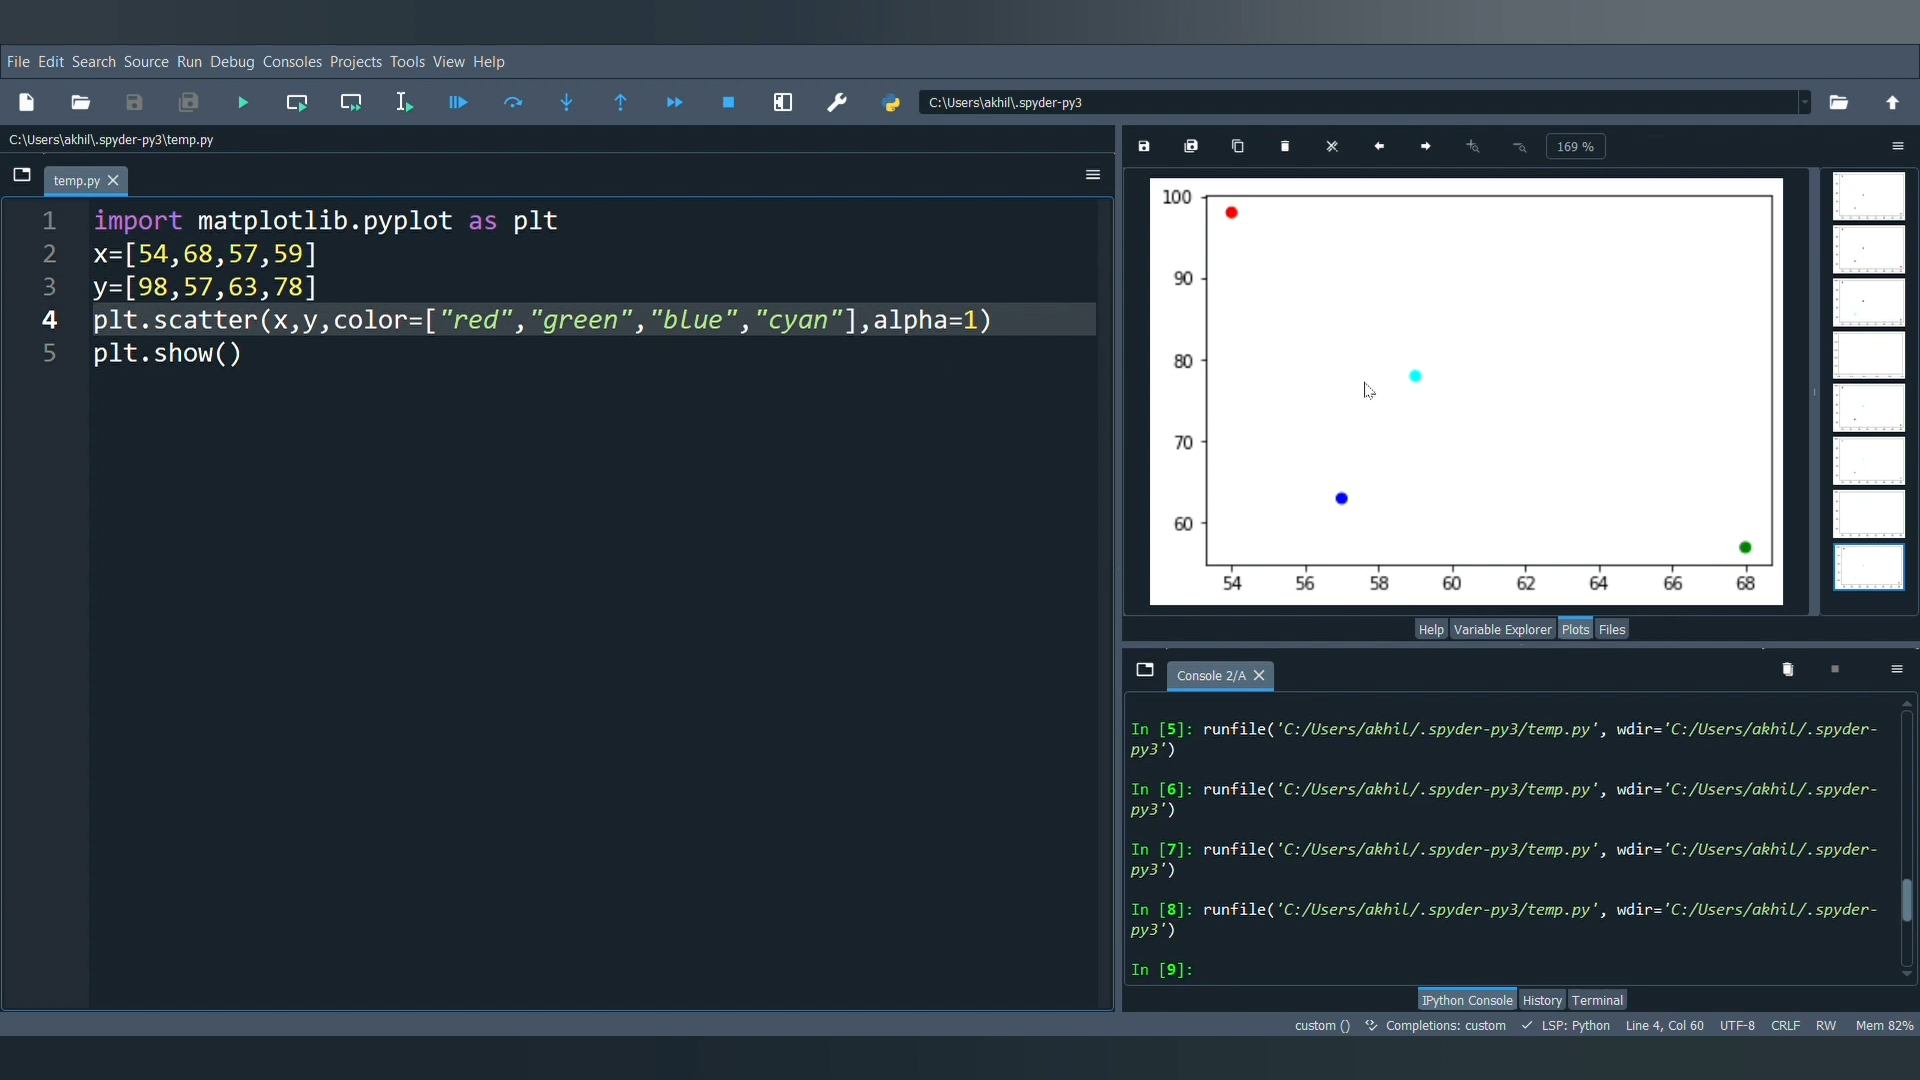 File Edit Search Source Run Debug Consoles Projects Tools View Help
C:\Users\akhil\.spyder-py3
C:\Users\akhil\.spyder-py3\temp.py
temp.py
1 import matplotlib.pyplot as plt
2 x=[54,68,57,59]
3 y=[98,57,63,78]
4 plt.scatter(x,y,color=["red","green","blue","cyan"],alpha=1)
5 plt.show()
169 %
100
90
80
70
60
54 56 58 60 62 64 66 68
Help Variable Explorer Plots Files
Console 2/A
In [5]: runfile('C:/Users/akhil/.spyder-py3/temp.py', wdir='C:/Users/akhil/.spyder-
py3')
In [6]: runfile('C:/Users/akhil/.spyder-py3/temp.py', wdir='C:/Users/akhil/.spyder-
py3')
In [7]: runfile('C:/Users/akhil/.spyder-py3/temp.py', wdir='C:/Users/akhil/.spyder-
py3')
In [8]: runfile('C:/Users/akhil/.spyder-py3/temp.py', wdir='C:/Users/akhil/.spyder-
py3')
In [9]:
IPython Console History Terminal
custom () Completions: custom LSP: Python Line 4, Col 60 UTF-8 CRLF RW Mem 82%